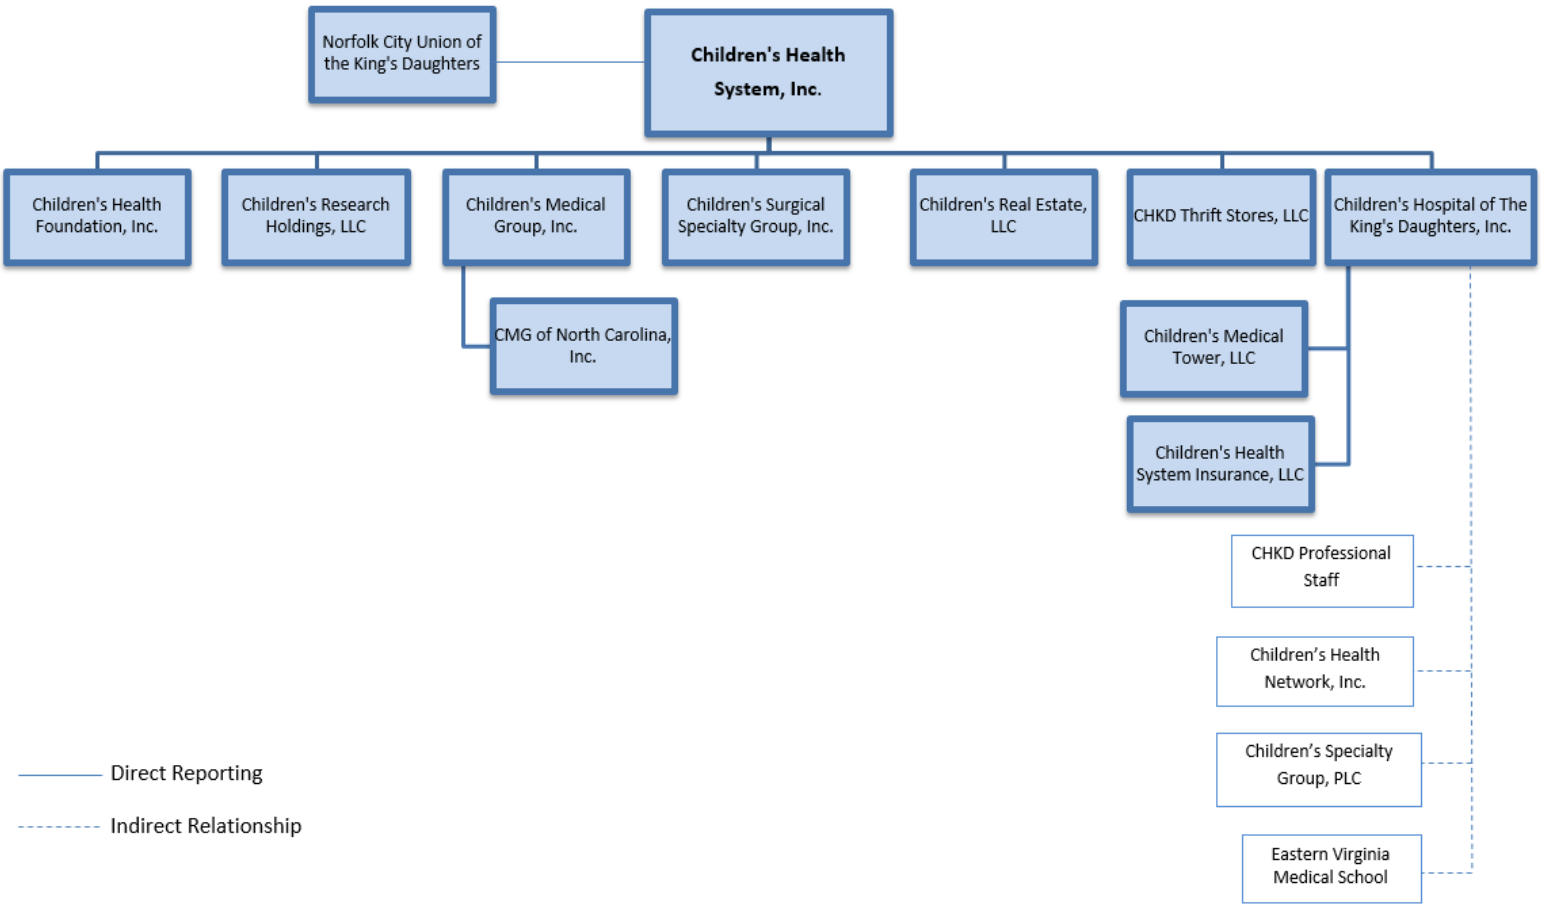 Norfolk City Union of
the King's Daughters
Children's Health
System, Inc.
Children's Health
Foundation, Inc.
Children's Research
Holdings, LLC
Children's Medical
Group, Inc.
Children's Surgical
Specialty Group, Inc.
Children's Real Estate,
LLC
CHKD Thrift Stores, LLC
Children's Hospital of The
King's Daughters, Inc.
CMG of North Carolina,
Inc.
Children's Medical
Tower, LLC
Children's Health
System Insurance, LLC
CHKD Professional
Staff
Children’s Health
Network, Inc.
Children’s Specialty
Group, PLC
Eastern Virginia
Medical School
Direct Reporting
Indirect Relationship